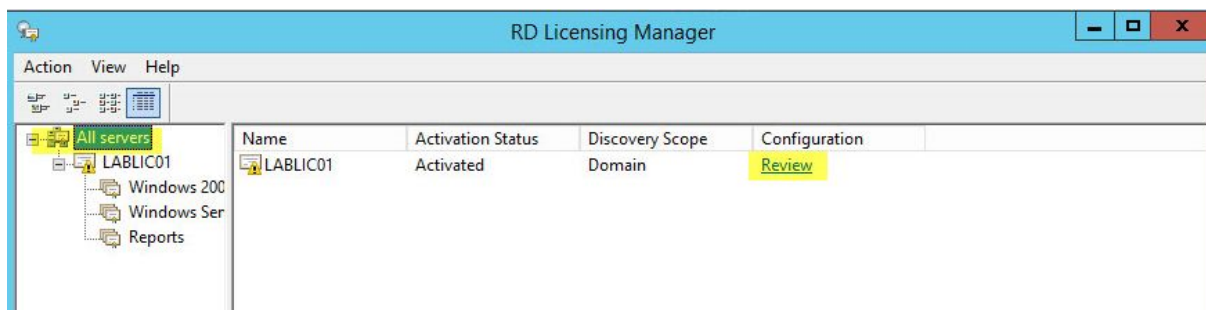 RD Licensing Manager
Action View Help
All servers
LABLIC01
Windows 200
Windows Ser
Reports
Name Activation Status Discovery Scope Configuration
LABLIC01 Activated Domain Review